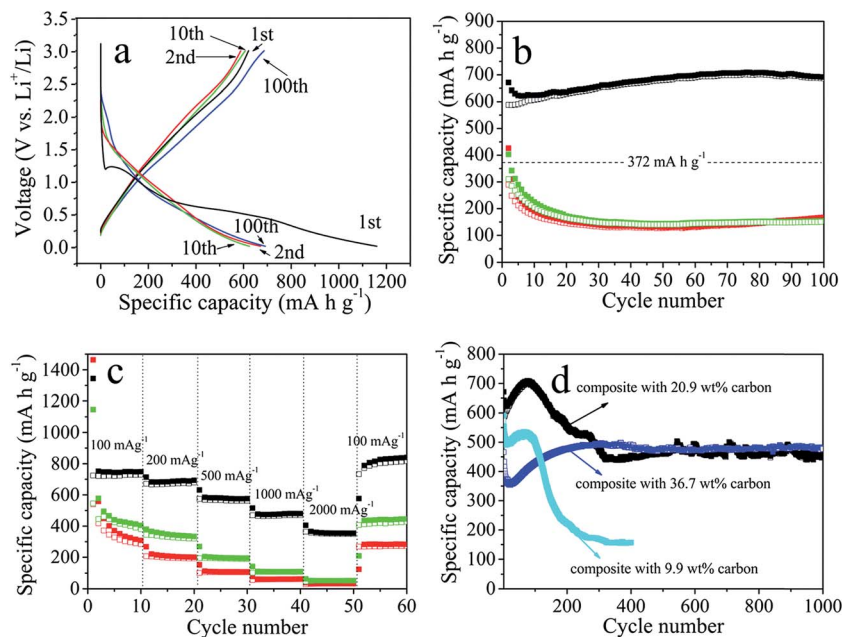 a
10th
1st
2nd
100th
Voltage (V vs. Li⁺/Li)
3.5
3.0
2.5
2.0
1.5
1.0
0.5
0.0
100th
10th
2nd
1st
0 200 400 600 800 1000 1200
Specific capacity (mA h g⁻¹)
b
Specific capacity (mA h g⁻¹)
900
800
700
600
500
400
300
200
100
0
372 mA h g⁻¹
0 10 20 30 40 50 60 70 80 90 100
Cycle number
c
Specific capacity (mA h g⁻¹)
1400
1200
1000
800
600
400
200
0
100 mAg⁻¹
200 mAg⁻¹
500 mAg⁻¹
1000 mAg⁻¹
2000 mAg⁻¹
100 mAg⁻¹
0 10 20 30 40 50 60
Cycle number
d
Specific capacity (mA h g⁻¹)
800
700
600
500
400
300
200
100
0
composite with 20.9 wt% carbon
composite with 36.7 wt% carbon
composite with 9.9 wt% carbon
200 400 600 800 1000
Cycle number